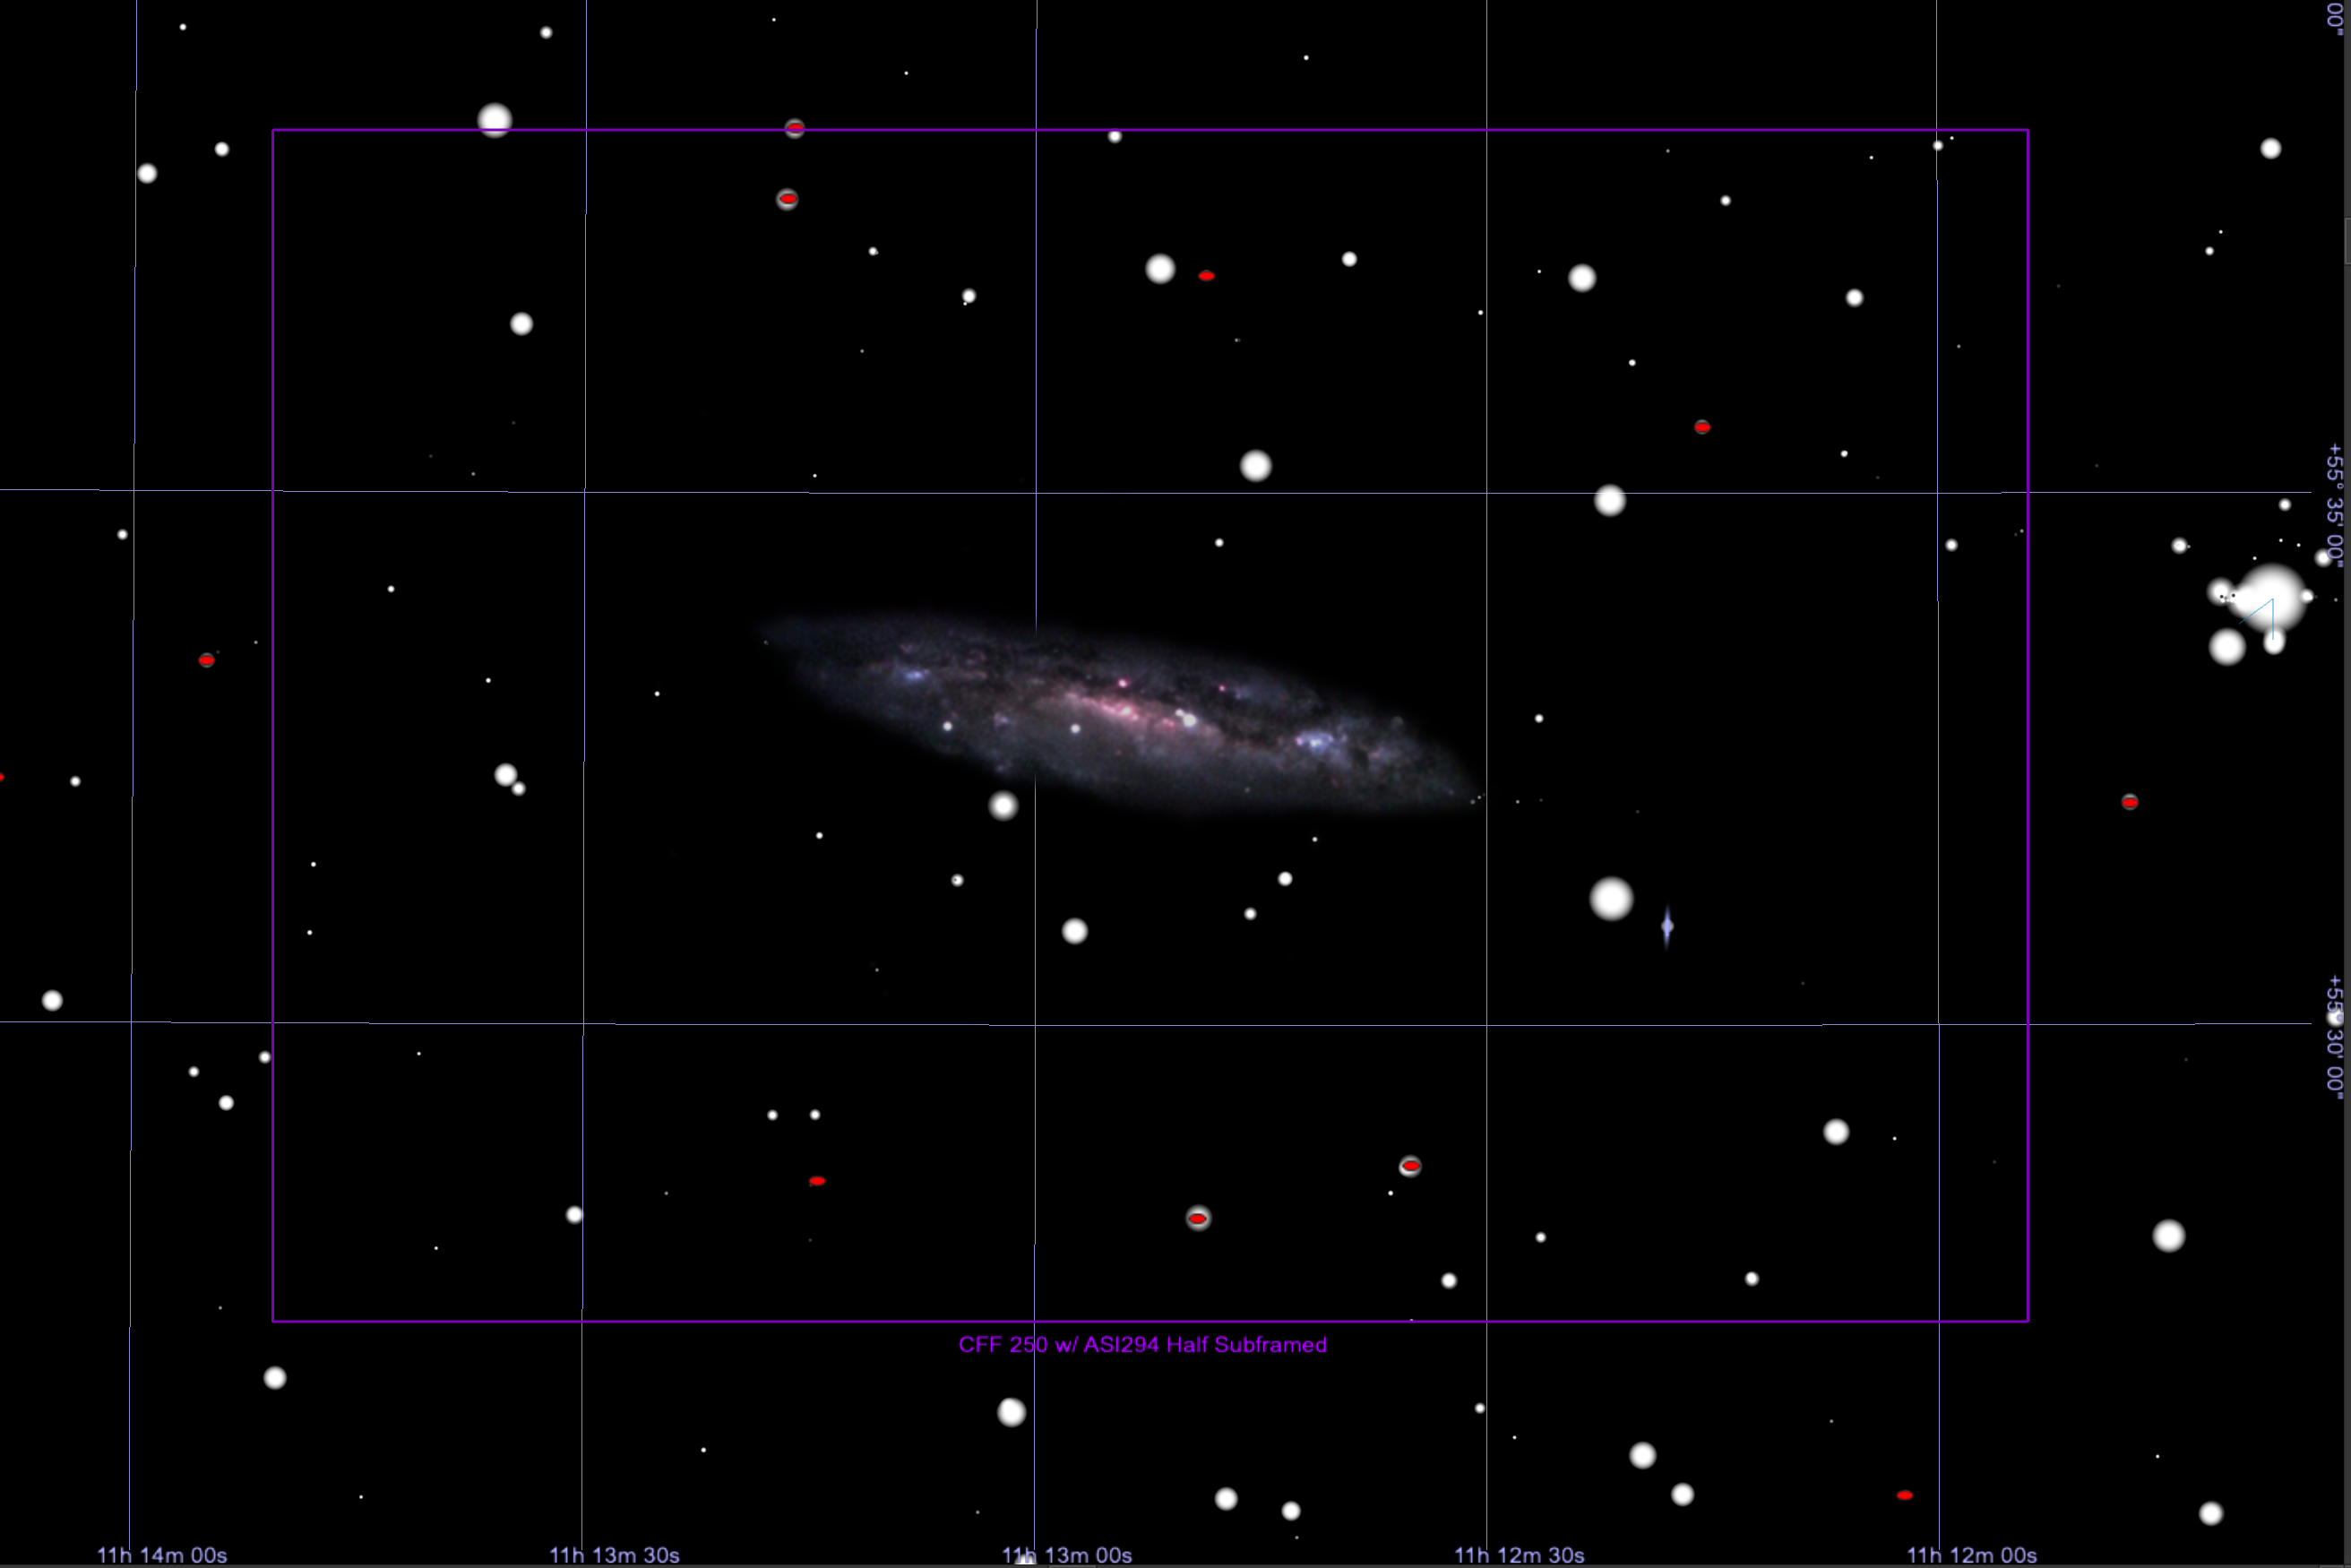 00"
+55° 35' 00"
+55° 30' 00"
CFF 250 w/ ASI294 Half Subframed
11h 14m 00s
11h 13m 30s
11h 13m 00s
11h 12m 30s
11h 12m 00s